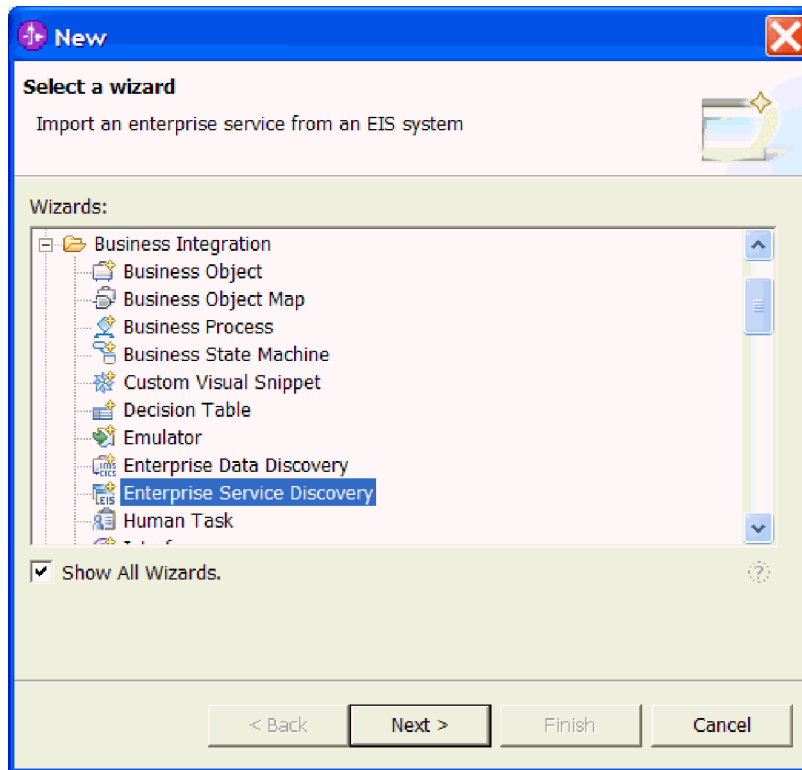 New
Select a wizard
Import an enterprise service from an EIS system
Wizards:
Business Integration
Business Object
Business Object Map
Business Process
Business State Machine
Custom Visual Snippet
Decision Table
Emulator
Enterprise Data Discovery
Enterprise Service Discovery
Human Task
Show All Wizards.
< Back Next > Finish Cancel